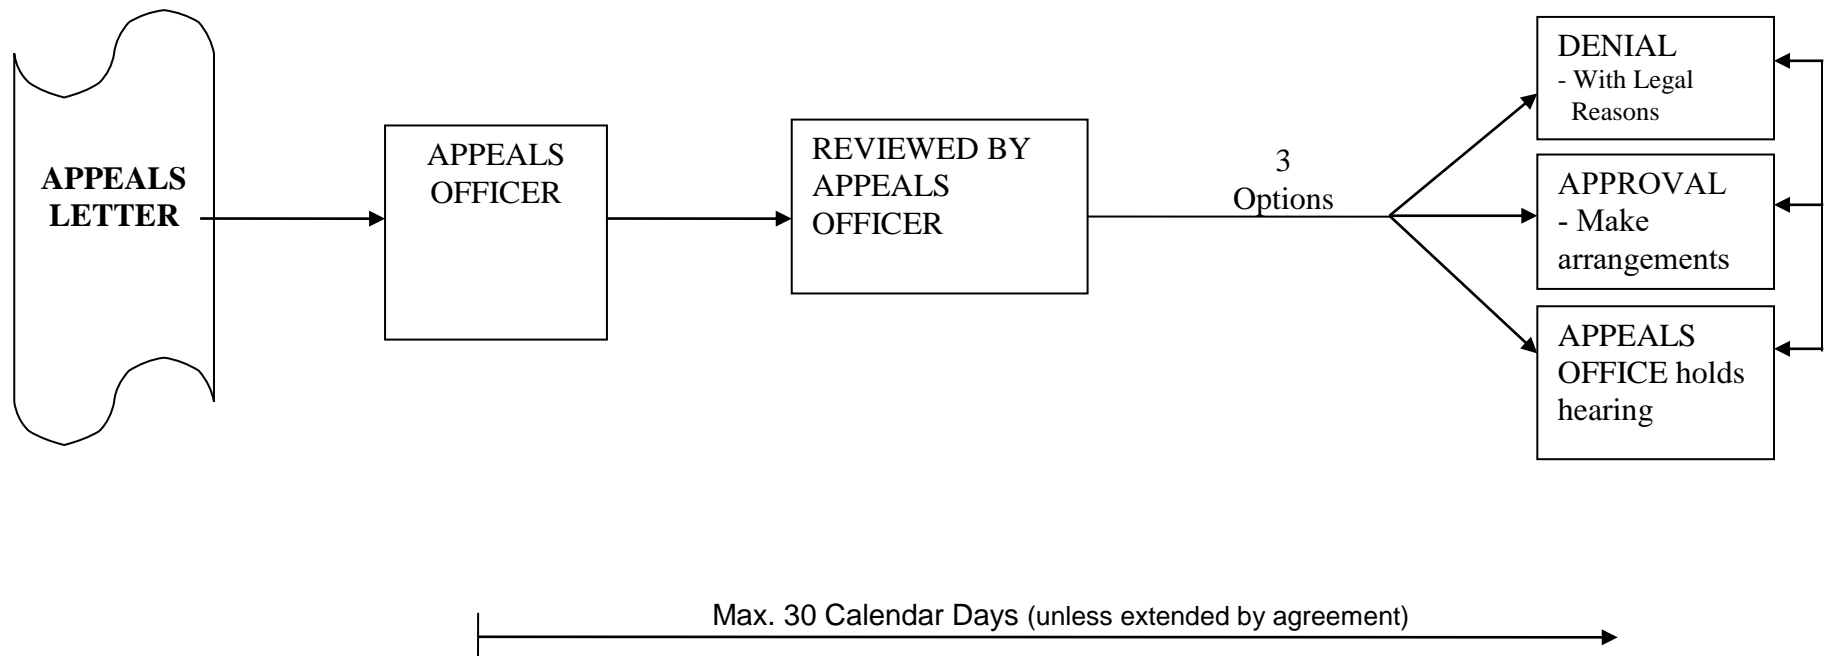 APPEALS
LETTER
APPEALS
OFFICER
REVIEWED BY
APPEALS
OFFICER
3
Options
DENIAL
- With Legal
Reasons
APPROVAL
- Make
arrangements
APPEALS
OFFICE holds
hearing
Max. 30 Calendar Days (unless extended by agreement)